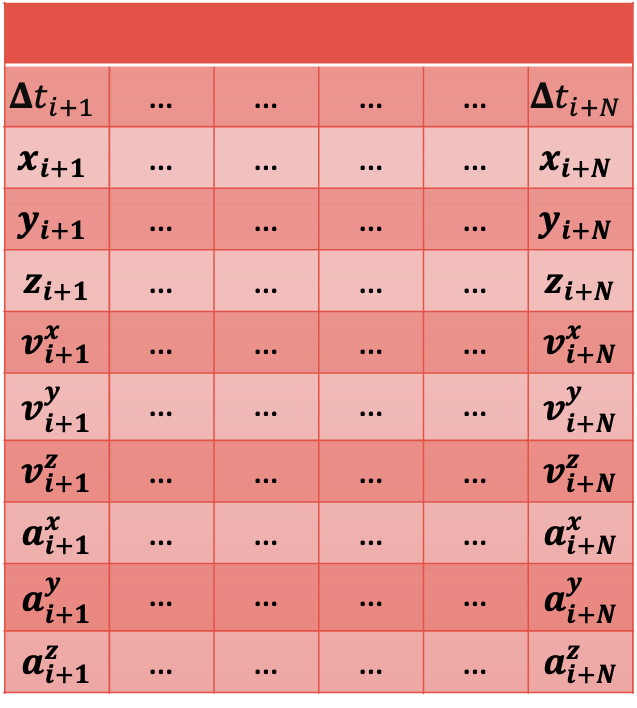 Δt_{i+1} ... ... ... ... Δt_{i+N}
x_{i+1} ... ... ... ... x_{i+N}
y_{i+1} ... ... ... ... y_{i+N}
z_{i+1} ... ... ... ... z_{i+N}
v^x_{i+1} ... ... ... ... v^x_{i+N}
v^y_{i+1} ... ... ... ... v^y_{i+N}
v^z_{i+1} ... ... ... ... v^z_{i+N}
a^x_{i+1} ... ... ... ... a^x_{i+N}
a^y_{i+1} ... ... ... ... a^y_{i+N}
a^z_{i+1} ... ... ... ... a^z_{i+N}